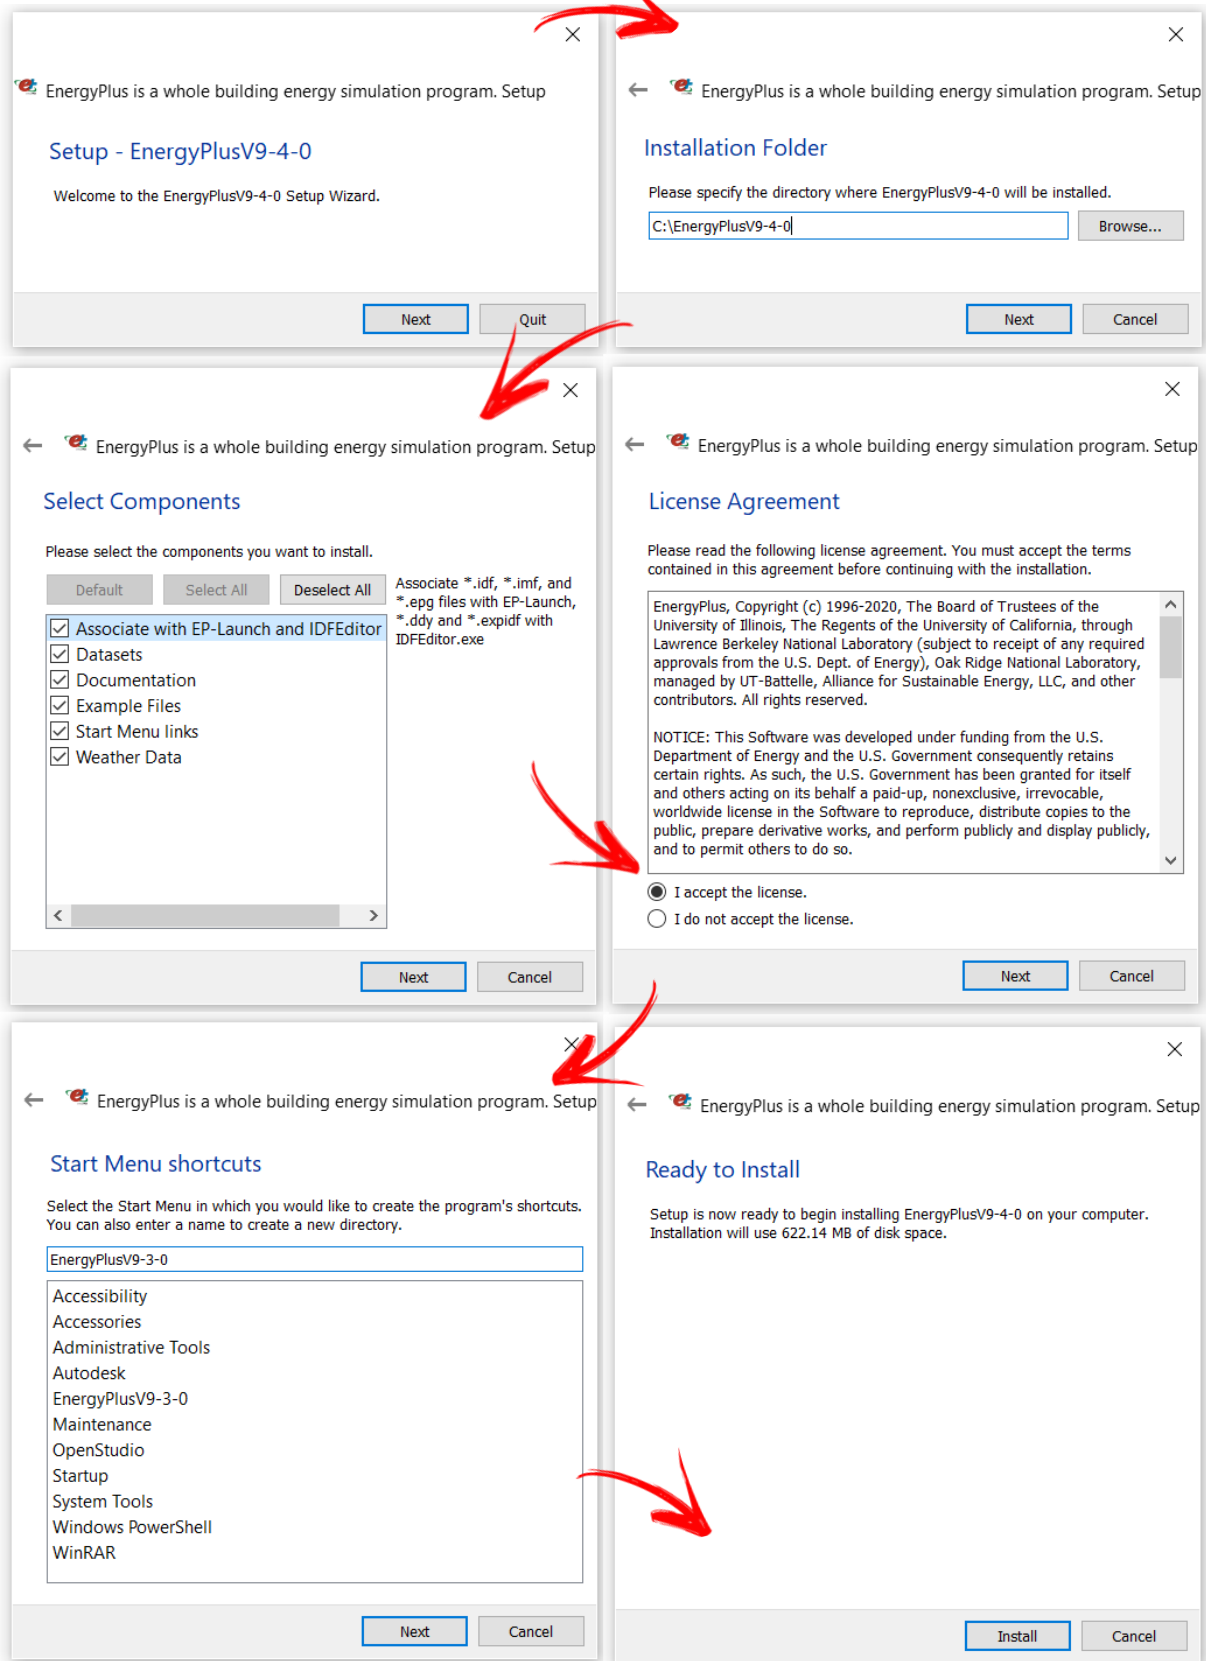 EnergyPlus is a whole building energy simulation program. Setup
Setup - EnergyPlusV9-4-0
Welcome to the EnergyPlusV9-4-0 Setup Wizard.
Next
Quit
EnergyPlus is a whole building energy simulation program. Setup
Installation Folder
Please specify the directory where EnergyPlusV9-4-0 will be installed.
C:\EnergyPlusV9-4-0
Browse...
Next
Cancel
EnergyPlus is a whole building energy simulation program. Setup
Select Components
Please select the components you want to install.
Default
Select All
Deselect All
Associate with EP-Launch and IDFEditor
Datasets
Documentation
Example Files
Start Menu links
Weather Data
Associate *.idf, *.imf, and
*.epg files with EP-Launch,
*.ddy and *.expidf with
IDFEditor.exe
Next
Cancel
EnergyPlus is a whole building energy simulation program. Setup
License Agreement
Please read the following license agreement. You must accept the terms
contained in this agreement before continuing with the installation.
EnergyPlus, Copyright (c) 1996-2020, The Board of Trustees of the
University of Illinois, The Regents of the University of California, through
Lawrence Berkeley National Laboratory (subject to receipt of any required
approvals from the U.S. Dept. of Energy), Oak Ridge National Laboratory,
managed by UT-Battelle, Alliance for Sustainable Energy, LLC, and other
contributors. All rights reserved.
NOTICE: This Software was developed under funding from the U.S.
Department of Energy and the U.S. Government consequently retains
certain rights. As such, the U.S. Government has been granted for itself
and others acting on its behalf a paid-up, nonexclusive, irrevocable,
worldwide license in the Software to reproduce, distribute copies to the
public, prepare derivative works, and perform publicly and display publicly,
and to permit others to do so.
I accept the license.
I do not accept the license.
Next
Cancel
EnergyPlus is a whole building energy simulation program. Setup
Start Menu shortcuts
Select the Start Menu in which you would like to create the program's shortcuts.
You can also enter a name to create a new directory.
EnergyPlusV9-3-0
Accessibility
Accessories
Administrative Tools
Autodesk
EnergyPlusV9-3-0
Maintenance
OpenStudio
Startup
System Tools
Windows PowerShell
WinRAR
Next
Cancel
EnergyPlus is a whole building energy simulation program. Setup
Ready to Install
Setup is now ready to begin installing EnergyPlusV9-4-0 on your computer.
Installation will use 622.14 MB of disk space.
Install
Cancel